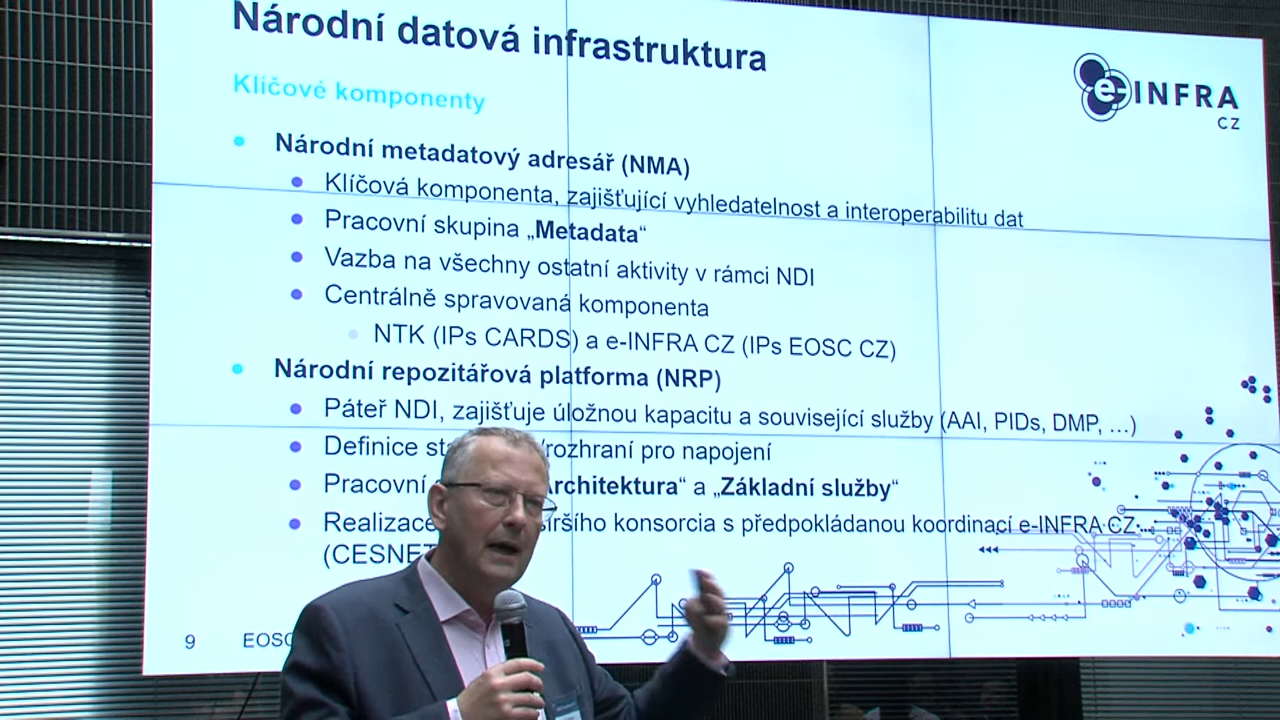 Národní datová infrastruktura
Klíčové komponenty
e-INFRA
CZ
Národní metadatový adresář (NMA)
Klíčová komponenta, zajišťující vyhledatelnost a interoperabilitu dat
Pracovní skupina „Metadata“
Vazba na všechny ostatní aktivity v rámci NDI
Centrálně spravovaná komponenta
NTK (IPs CARDS) a e-INFRA CZ (IPs EOSC CZ)
Národní repozitářová platforma (NRP)
Páteř NDI, zajišťuje úložnou kapacitu a související služby (AAI, PIDs, DMP, …)
Definice /rozhraní pro napojení
Pracovní Architektura“ a „Základní služby“
Realizace širšího konsorcia s předpokládanou koordinací e-INFRA CZ
(CESNET
9 EOSC